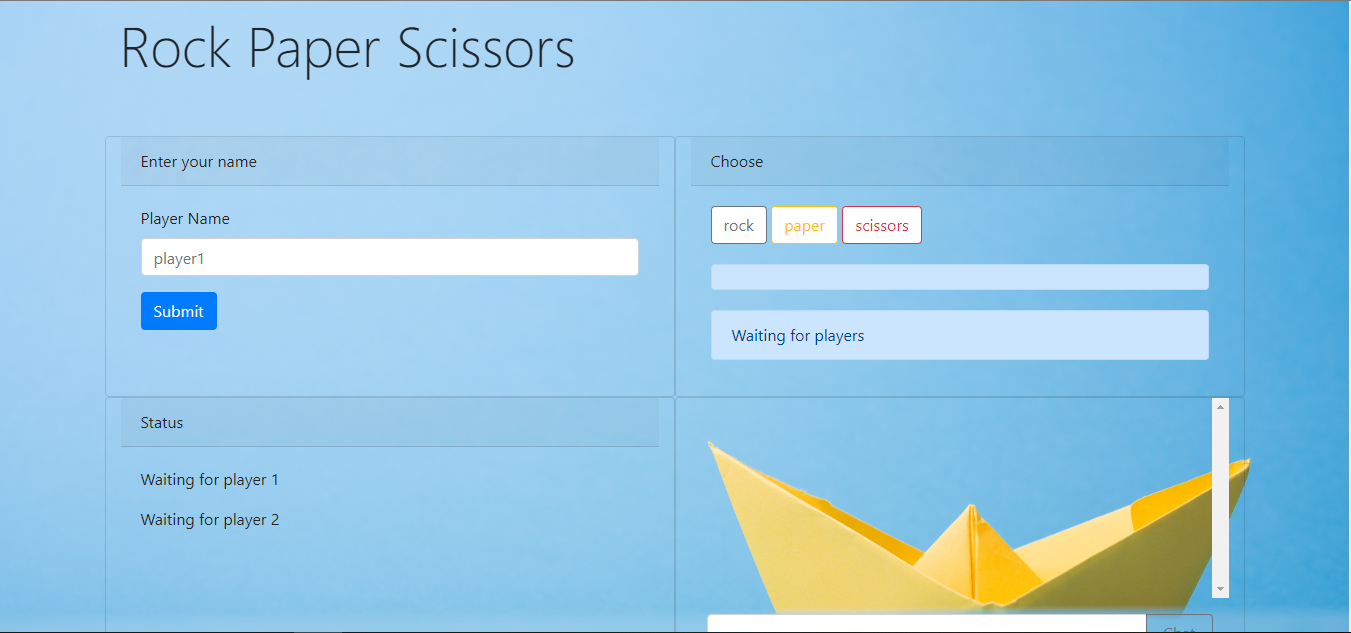 Rock Paper Scissors
Enter your name
Player Name
player1
Submit
Choose
rock paper scissors
Waiting for players
Status
Waiting for player 1
Waiting for player 2
Chat